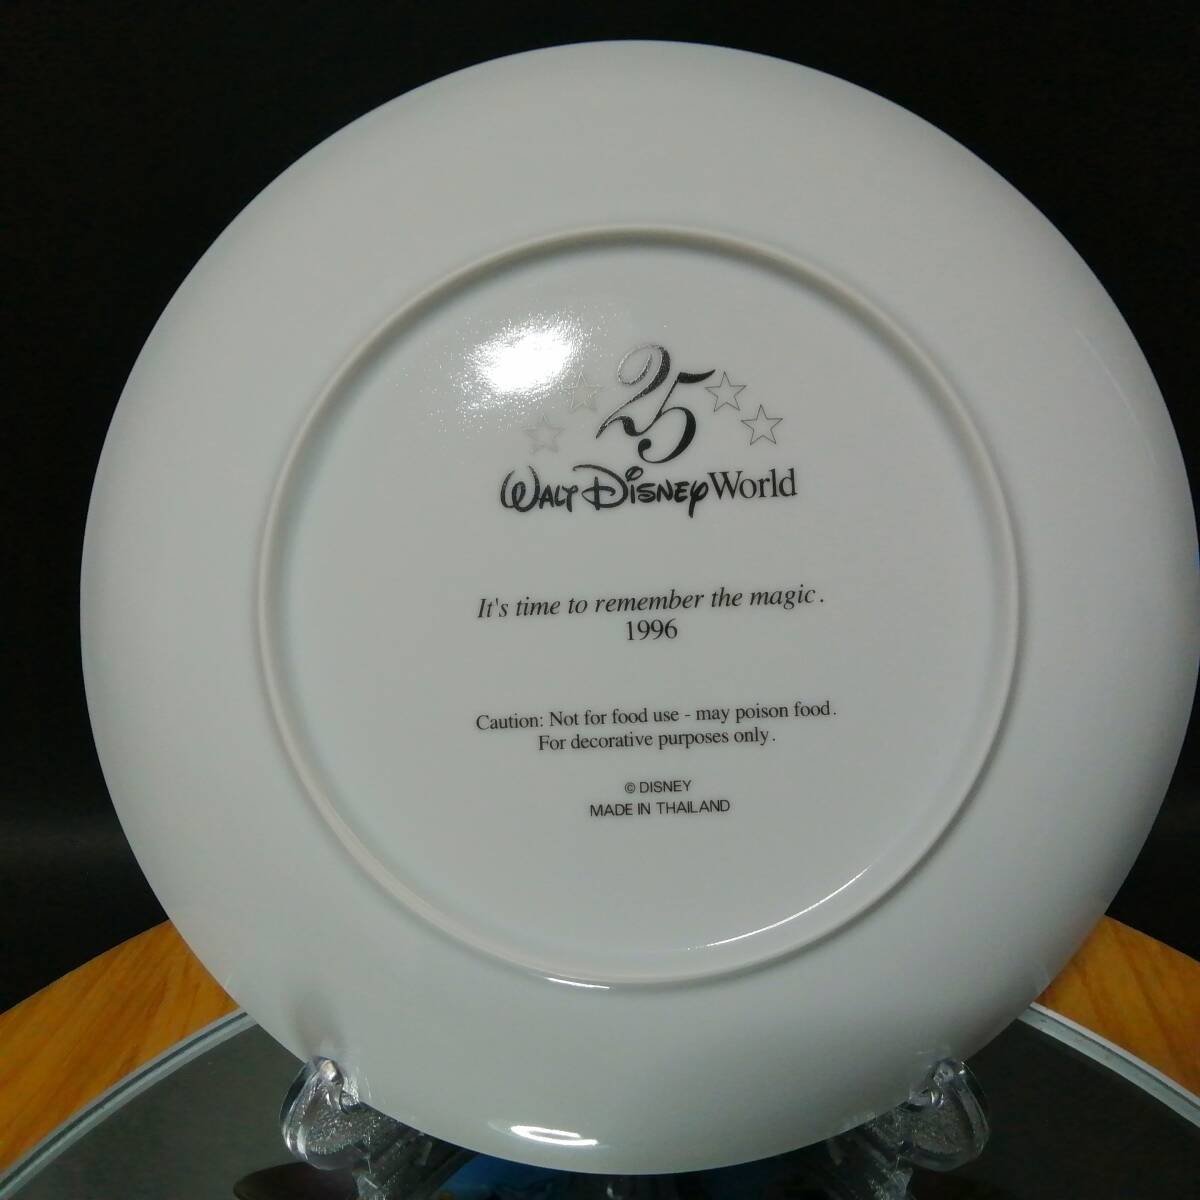 25
Walt Disney World
It's time to remember the magic.
1996
Caution: Not for food use - may poison food.
For decorative purposes only.
© DISNEY
MADE IN THAILAND